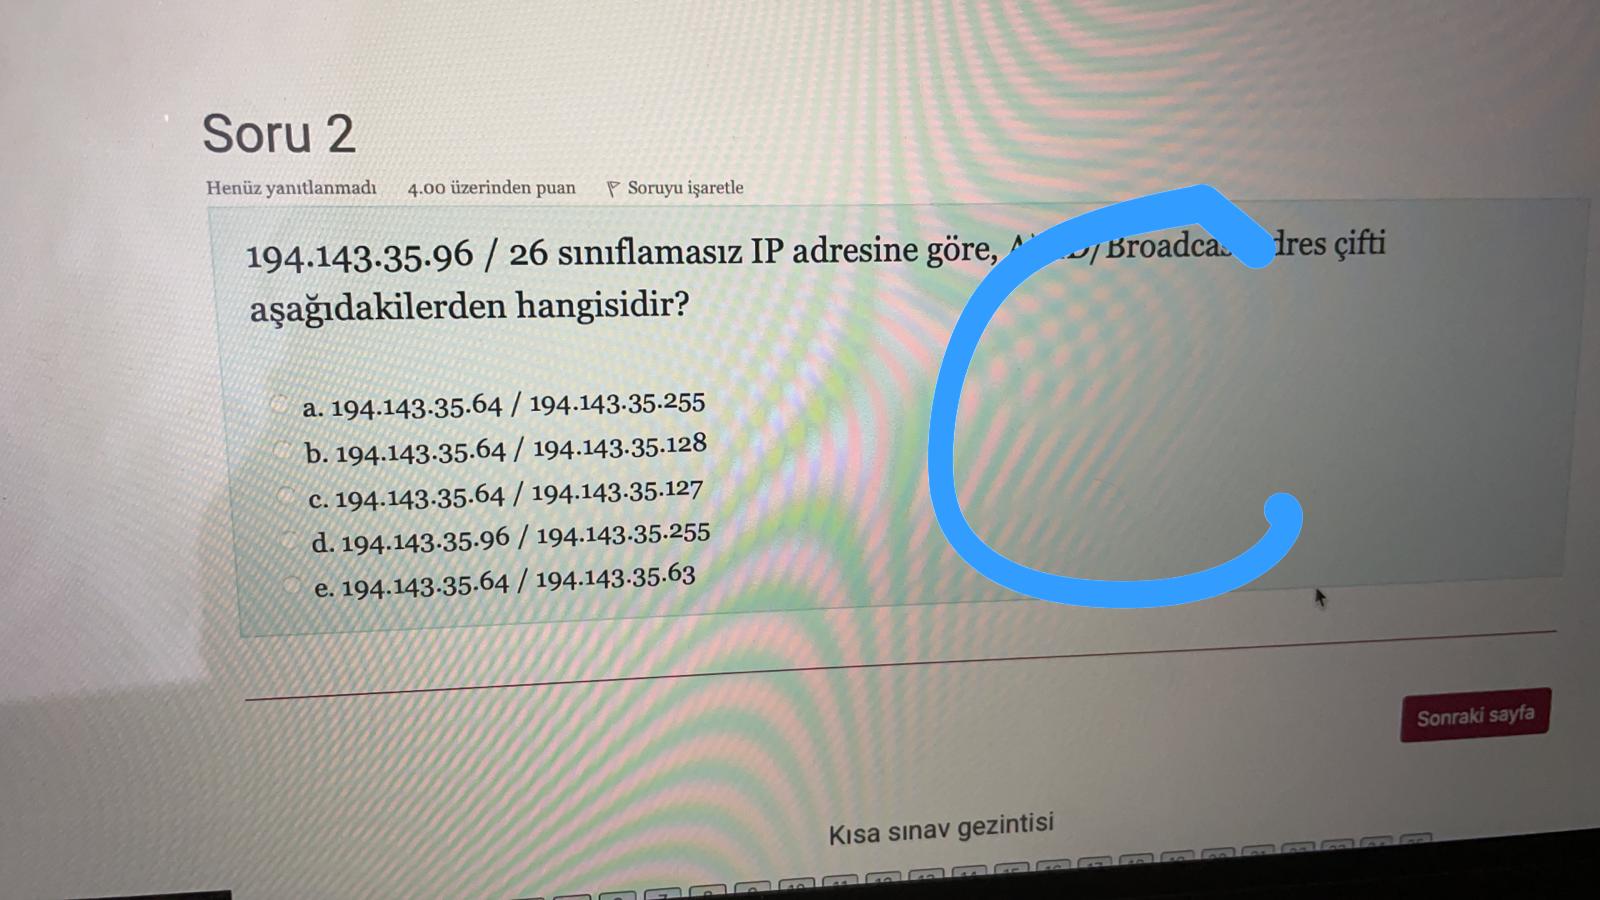 Soru 2
Henüz yanıtlanmadı 4.00 üzerinden puan Soruyu işaretle
194.143.35.96 / 26 sınıflamasız IP adresine göre, çifti
aşağıdakilerden hangisidir?
a. 194.143.35.64 / 194.143.35.255
b. 194.143.35.64 / 194.143.35.128
c. 194.143.35.64 / 194.143.35.127
d. 194.143.35.96 / 194.143.35.255
e. 194.143.35.64 / 194.143.35.63
Sonraki sayfa
Kısa sınav gezintisi